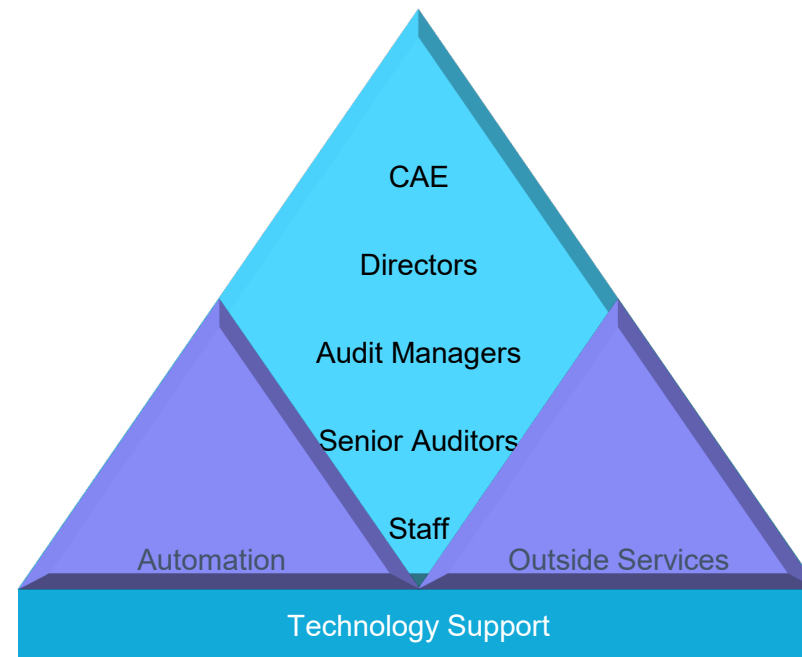 CAE
Directors
Audit Managers
Senior Auditors
Staff
Automation
Outside Services
Technology Support